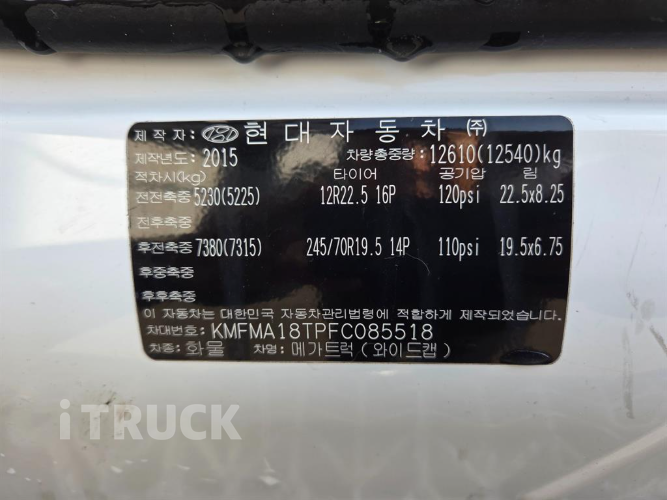 제 작 자: 현대자동차 ㈜
제작년도: 2015 차량총중량: 12610(12540)kg
적차시(kg) 타이어 공기압 림
전전축중 5230(5225) 12R22.5 16P 120psi 22.5x8.25
전후축중
후전축중 7380(7315) 245/70R19.5 14P 110psi 19.5x6.75
후중축중
후후축중
이 자동차는 대한민국 자동차관리법령에 적합하게 제작되었습니다.
차대번호: KMFMA18TPFC085518
차종: 화물 차명: 메가트럭 (와이드캡)
iTRUCK